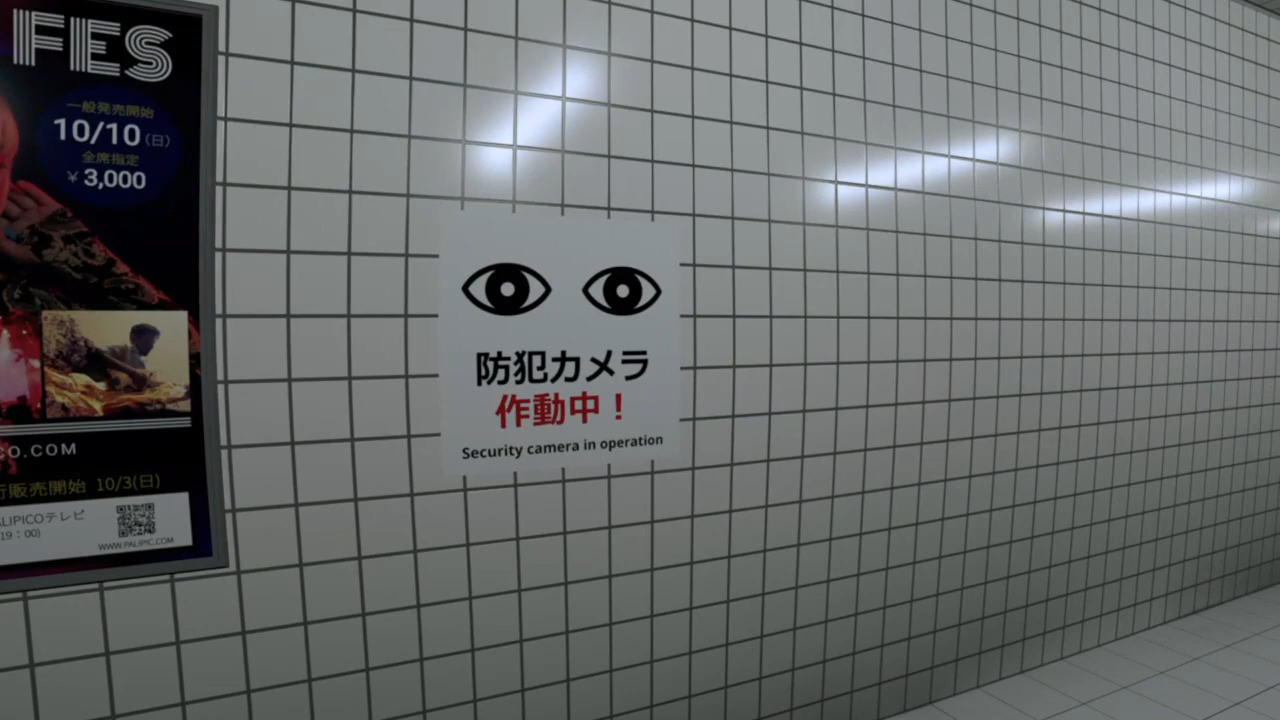 FES
一般発売開始
10/10(日)
全席指定
¥3,000
CO.COM
行販売開始 10/3(日)
ALIPICOテレビ
19：00)
WWW.PALIPIC.COM
防犯カメラ
作動中！
Security camera in operation